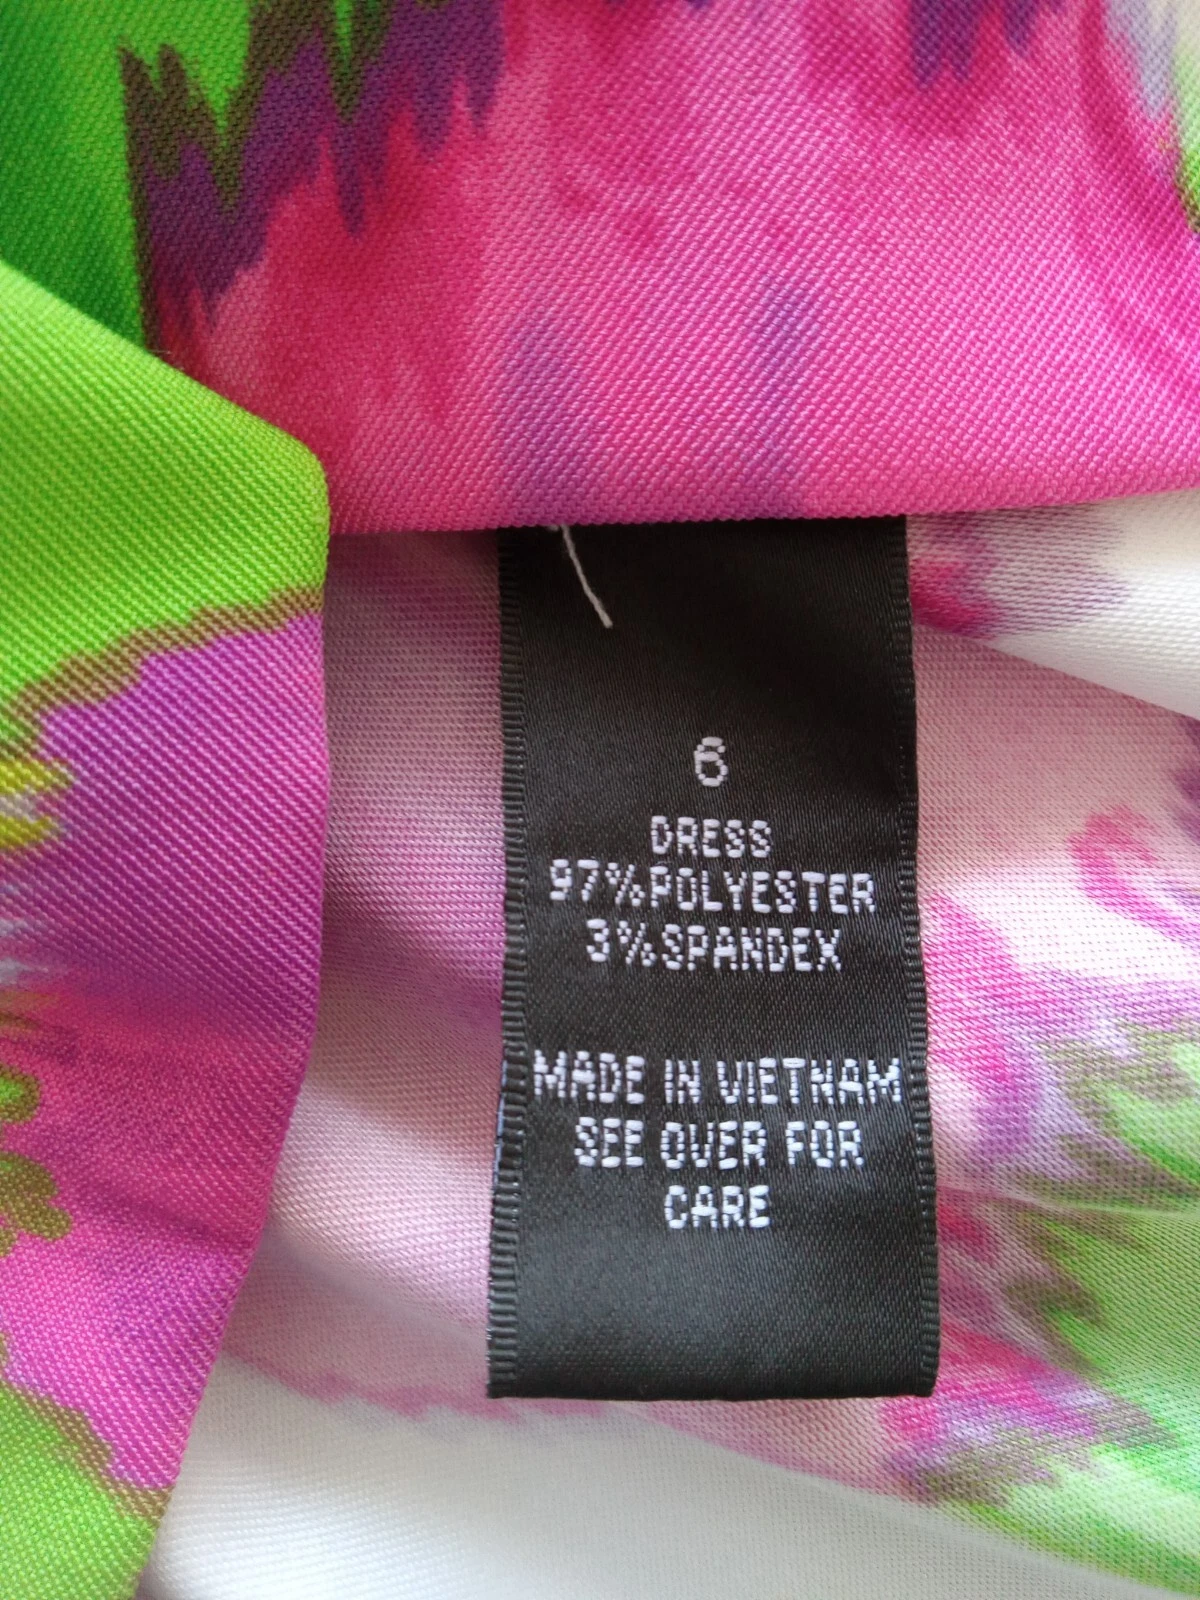 6
DRESS
97%POLYESTER
3%SPANDEX
MADE IN VIETNAM
SEE OVER FOR
CARE